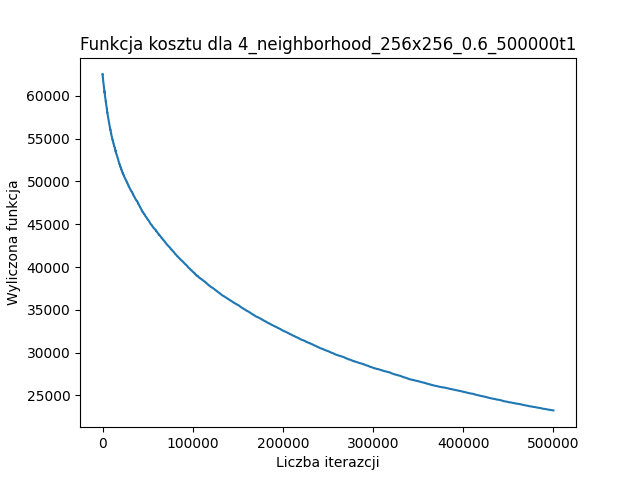 Funkcja kosztu dla 4_neighborhood_256x256_0.6_500000t1
Wyliczona funkcja
60000
55000
50000
45000
40000
35000
30000
25000
0 100000 200000 300000 400000 500000
Liczba iterazcji